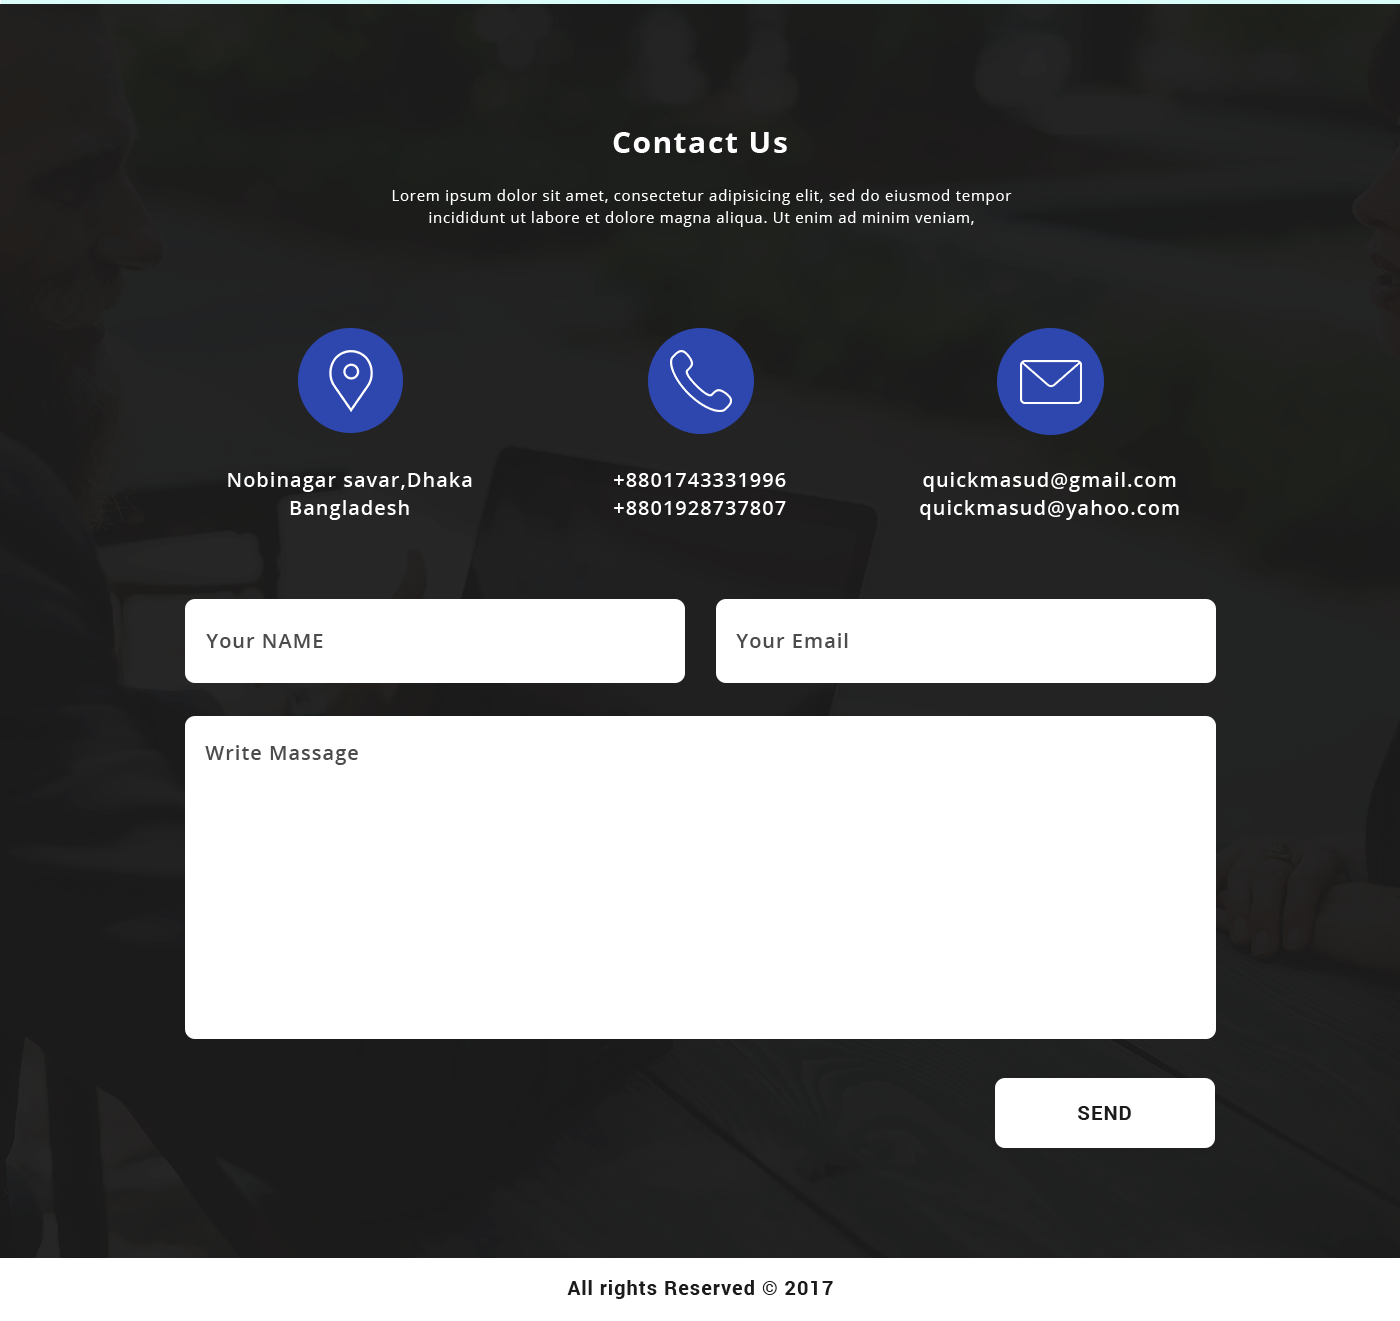 Contact Us
Lorem ipsum dolor sit amet, consectetur adipisicing elit, sed do eiusmod tempor
incididunt ut labore et dolore magna aliqua. Ut enim ad minim veniam,
Nobinagar savar,Dhaka
Bangladesh
+8801743331996
+8801928737807
quickmasud@gmail.com
quickmasud@yahoo.com
Your NAME
Your Email
Write Massage
SEND
All rights Reserved © 2017